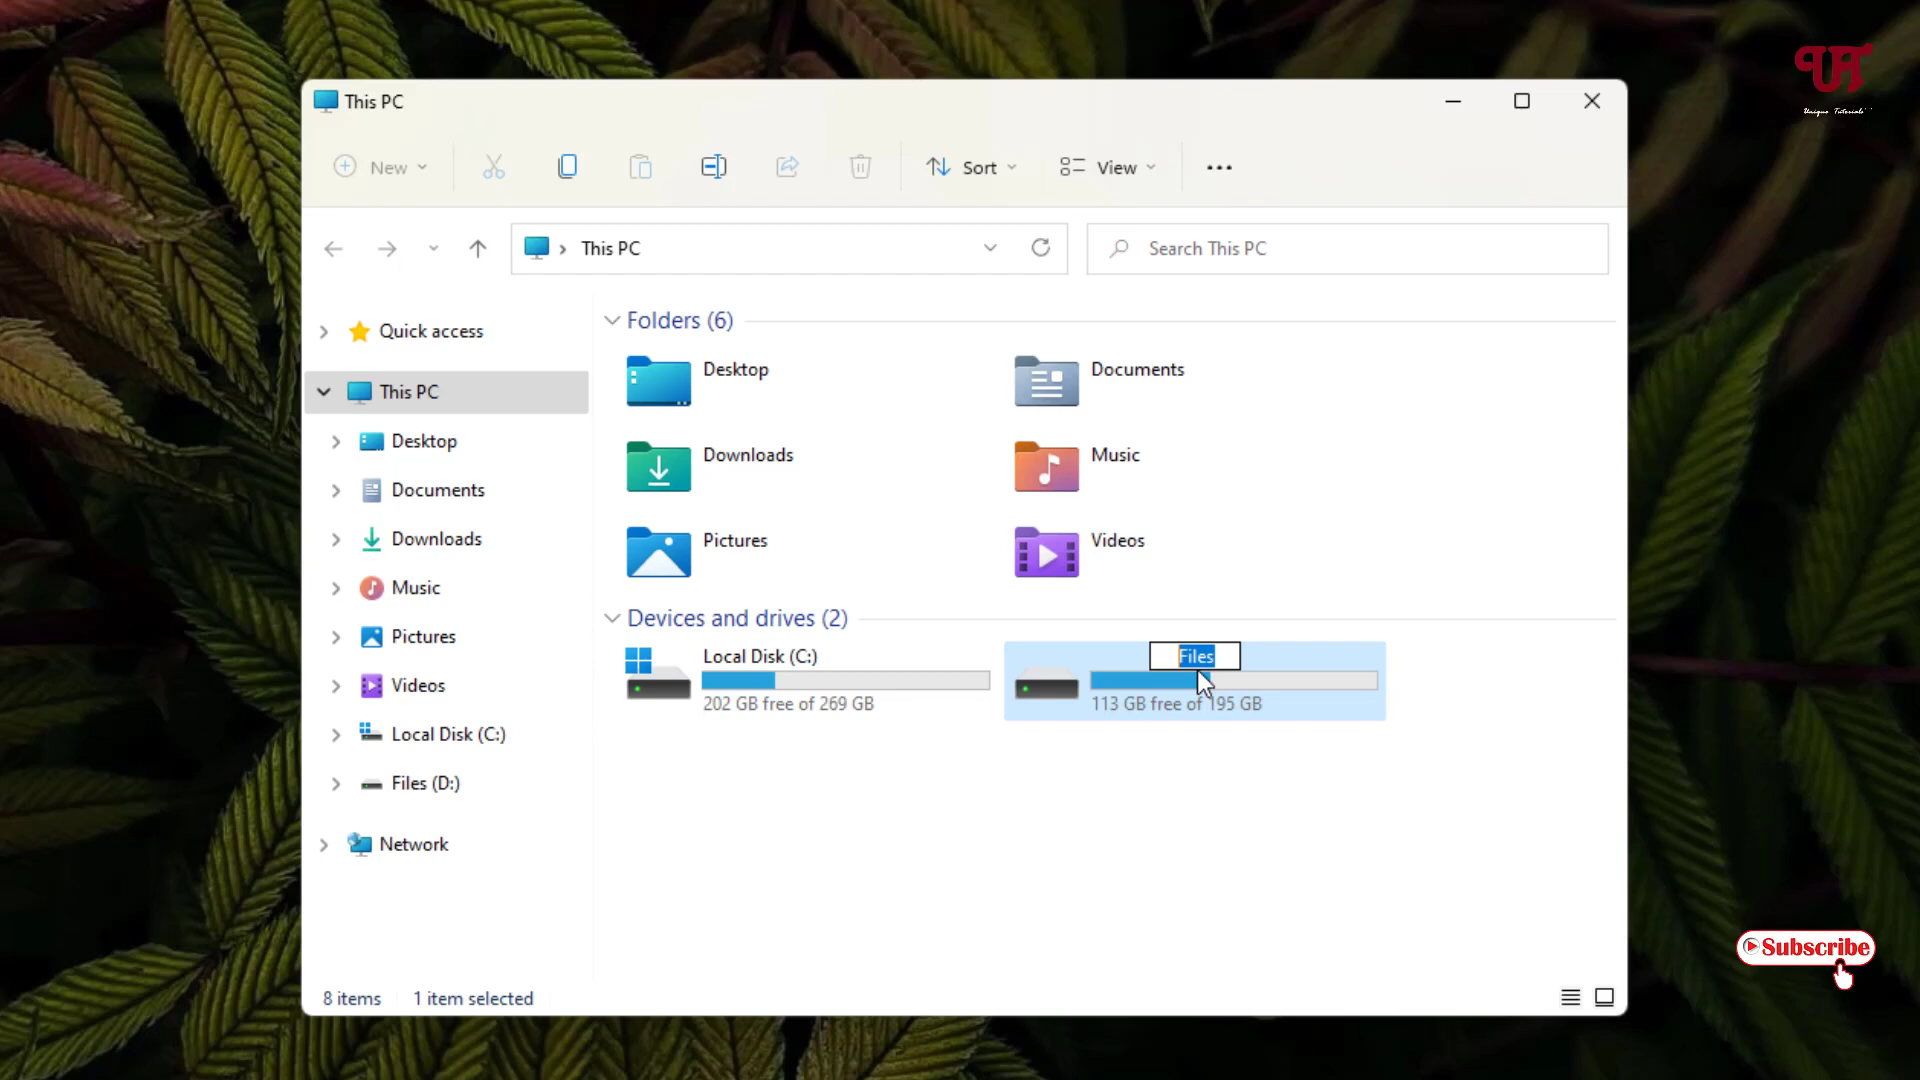 UT
Unique Tutorials
This PC
New
Sort
View
This PC
Search This PC
Quick access
This PC
Desktop
Documents
Downloads
Music
Pictures
Videos
Local Disk (C:)
Files (D:)
Network
Folders (6)
Desktop
Documents
Downloads
Music
Pictures
Videos
Devices and drives (2)
Local Disk (C:)
202 GB free of 269 GB
Files
113 GB free of 195 GB
Subscribe
8 items
1 item selected